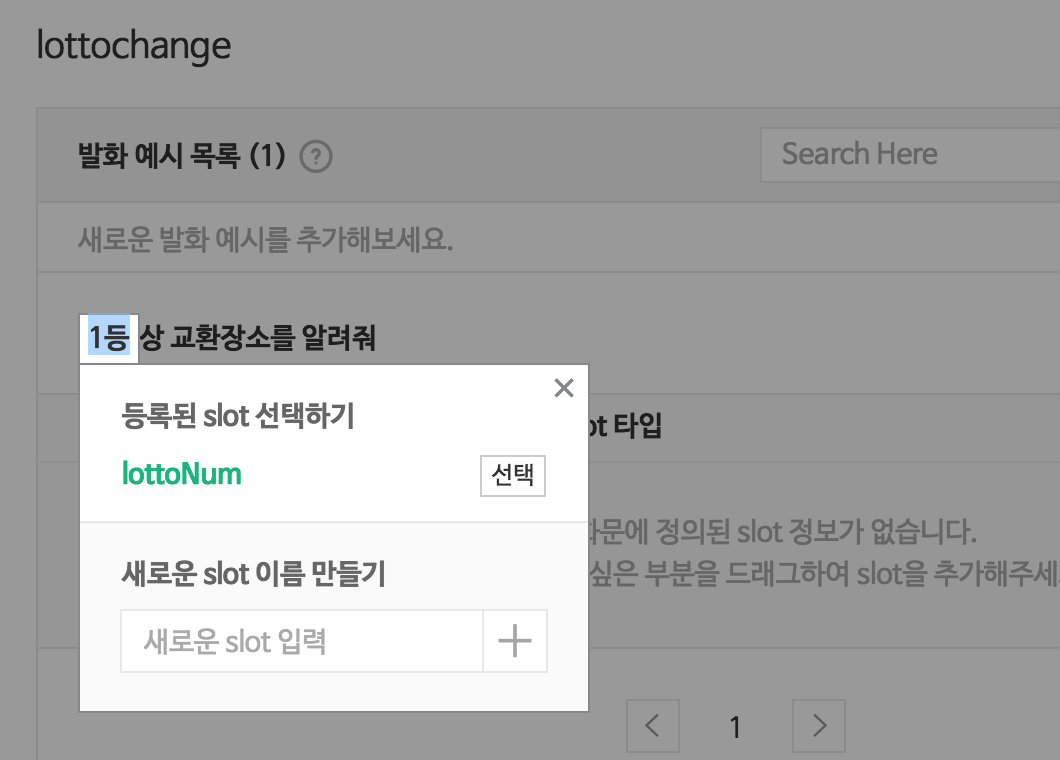 lottochange
발화 예시 목록 (1) ?
Search Here
새로운 발화 예시를 추가해보세요.
1등 상 교환장소를 알려줘
등록된 slot 선택하기
타입
lottoNum
선택
문에 정의된 slot 정보가 없습니다.
새로운 slot 이름 만들기
싶은 부분을 드래그하여 slot을 추가해주세
새로운 slot 입력
1